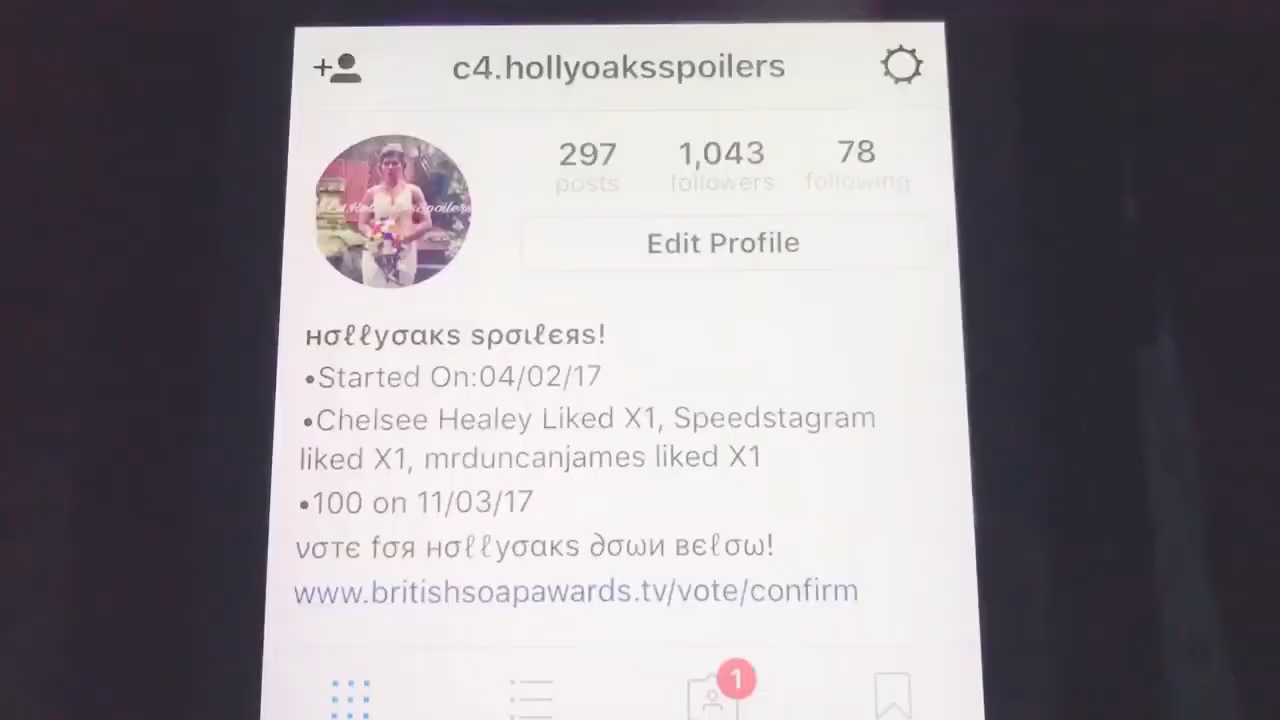 c4.hollyoaksspoilers
297 1,043 78
posts followers following
Edit Profile
нσℓℓуσакѕ ѕρσιℓєяѕ!
•Started On:04/02/17
•Chelsee Healey Liked X1, Speedstagram
liked X1, mrduncanjames liked X1
•100 on 11/03/17
νσтє fσя нσℓℓуσакѕ ∂σωи вєℓσω!
www.britishsoapawards.tv/vote/confirm
1